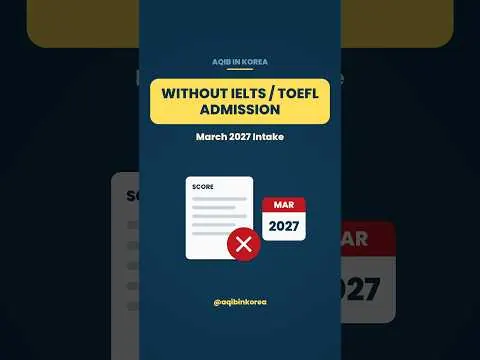 AQIB IN KOREA
WITHOUT IELTS / TOEFL
ADMISSION
March 2027 Intake
SCORE
MAR
2027
@aqibinkorea